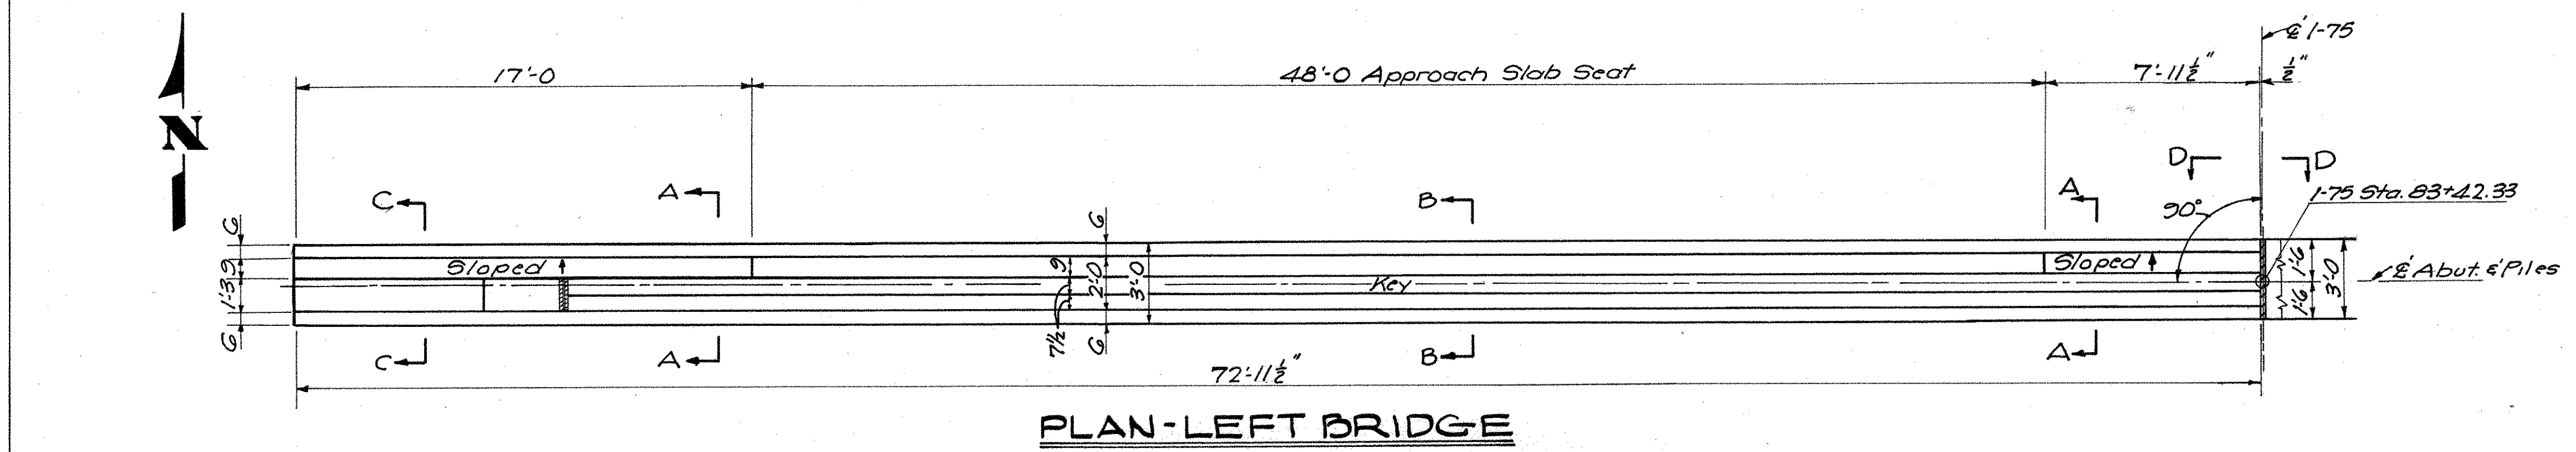 N
17'-0
48'-0 Approach Slab Seat
7'-11½"
½"
℄ I-75
C
A
B
A
D
D
I-75 Sta. 83+42.33
90°
6
9
1'-3
6
Sloped
6
2'-0
6
9
7½
3'-0
Key
Sloped
1'-6
1'-6
3'-0
℄ Abut. & Piles
C
A
B
A
72'-11½"
PLAN-LEFT BRIDGE